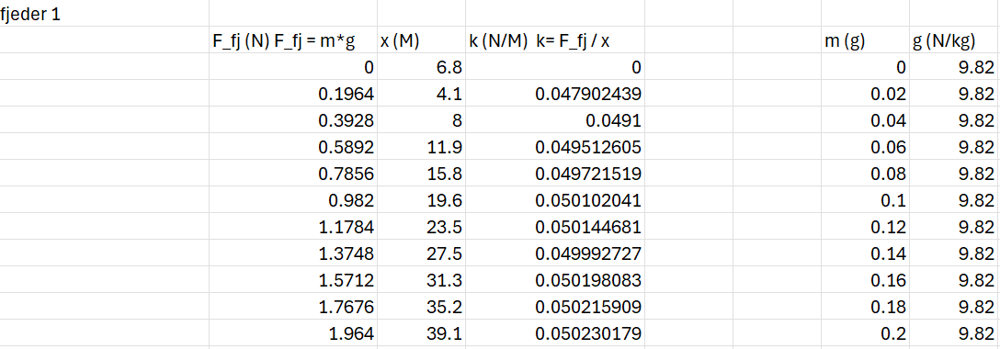 fjeder 1
F_fj (N) F_fj = m*g x (M) k (N/M) k= F_fj / x m (g) g (N/kg)
0 6.8 0 0 9.82
0.1964 4.1 0.047902439 0.02 9.82
0.3928 8 0.0491 0.04 9.82
0.5892 11.9 0.049512605 0.06 9.82
0.7856 15.8 0.049721519 0.08 9.82
0.982 19.6 0.050102041 0.1 9.82
1.1784 23.5 0.050144681 0.12 9.82
1.3748 27.5 0.049992727 0.14 9.82
1.5712 31.3 0.050198083 0.16 9.82
1.7676 35.2 0.050215909 0.18 9.82
1.964 39.1 0.050230179 0.2 9.82